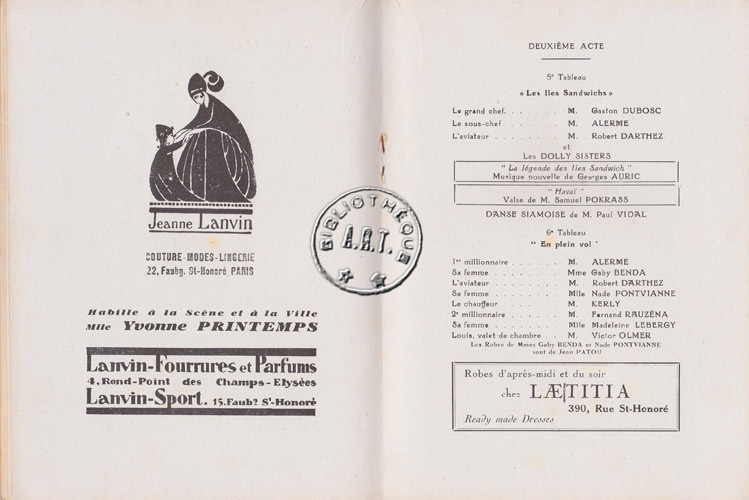 Jeanne Lanvin
COUTURE-MODES-LINGERIE
22, Faubg. St-Honoré, PARIS
Habille à la Scène et à la Ville
Mlle Yvonne PRINTEMPS
Lanvin-Fourrures et Parfums
4, Rond-Point des Champs-Elysées
Lanvin-Sport. 15. Faubg St-Honoré
BIBLIOTHÈQUE
A.R.T.
DEUXIÈME ACTE
5e Tableau
« Les Iles Sandwichs »
Le grand chef. . . . . . . M. Gaston DUBOSC
Le sous-chef . . . . . . . M. ALERME
L'aviateur . . . . . . . . M. Robert DARTHEZ
et
Les DOLLY SISTERS
" La légende des Iles Sandwich "
Musique nouvelle de Georges AURIC
" Havaï "
Valse de M. Samuel POKRASS
DANSE SIAMOISE de M. Paul VIDAL
6e Tableau
" En plein vol "
1er millionnaire . . . . . M. ALERME
Sa femme . . . . . . . . Mme Gaby BENDA
L'aviateur . . . . . . . . M. Robert DARTHEZ
Sa femme . . . . . . . . Mlle Nade PONTVIANNE
Le chauffeur . . . . . . . M. KERLY
2e millionnaire . . . . . . M. Fernand RAUZÉNA
Sa femme . . . . . . . . Mlle Madeleine LEBERGY
Louis, valet de chambre . . M. Victor OLMER
Les Robes de Mmes Gaby BENDA et Nade PONTVIANNE
sont de Jean PATOU
Robes d'après-midi et du soir
chez LÆTITIA
390, Rue St-Honoré
Ready made Dresses